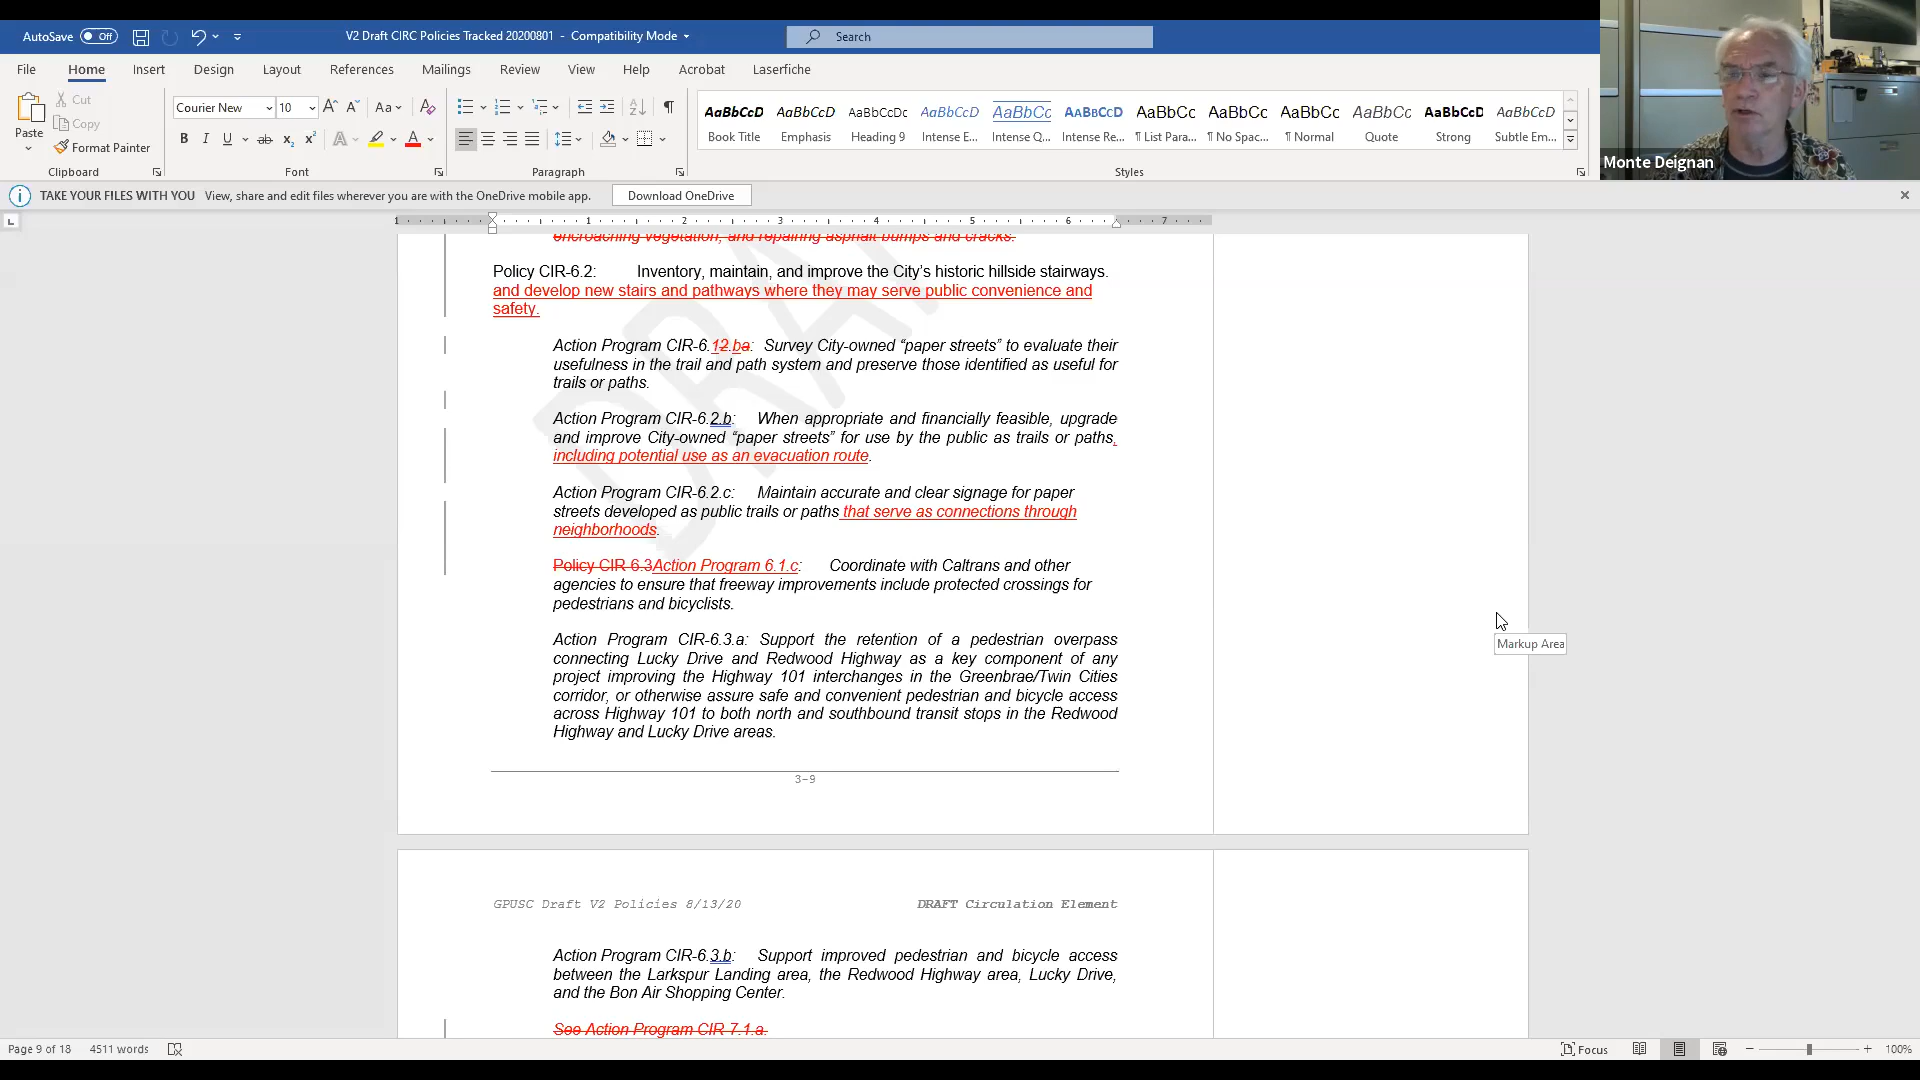 AutoSave Off V2 Draft CIRC Policies Tracked 20200801 - Compatibility Mode Search
File Home Insert Design Layout References Mailings Review View Help Acrobat Laserfiche
Paste Cut Copy Format Painter Clipboard
Courier New 10 Aa Font
Paragraph
AaBbCcD AaBbCcD AaBbCcDc AaBbCcD AaBbCc AaBbCcD AaBbCc AaBbCc AaBbCc AaBbCc AaBbCcD AaBbCcD
Book Title Emphasis Heading 9 Intense E... Intense Q... Intense Re... ¶ List Para... ¶ No Spac... ¶ Normal Quote Strong Subtle Em...
Styles
Monte Deignan
TAKE YOUR FILES WITH YOU View, share and edit files wherever you are with the OneDrive mobile app. Download OneDrive
1 1 2 3 4 5 6 7
encroaching vegetation, and repairing asphalt bumps and cracks.
Policy CIR-6.2: Inventory, maintain, and improve the City’s historic hillside stairways.
and develop new stairs and pathways where they may serve public convenience and
safety.
Action Program CIR-6.12.ba: Survey City-owned “paper streets” to evaluate their
usefulness in the trail and path system and preserve those identified as useful for
trails or paths.
Action Program CIR-6.2.b: When appropriate and financially feasible, upgrade
and improve City-owned “paper streets” for use by the public as trails or paths,
including potential use as an evacuation route.
Action Program CIR-6.2.c: Maintain accurate and clear signage for paper
streets developed as public trails or paths that serve as connections through
neighborhoods.
Policy CIR-6.3Action Program 6.1.c: Coordinate with Caltrans and other
agencies to ensure that freeway improvements include protected crossings for
pedestrians and bicyclists.
Action Program CIR-6.3.a: Support the retention of a pedestrian overpass
connecting Lucky Drive and Redwood Highway as a key component of any
project improving the Highway 101 interchanges in the Greenbrae/Twin Cities
corridor, or otherwise assure safe and convenient pedestrian and bicycle access
across Highway 101 to both north and southbound transit stops in the Redwood
Highway and Lucky Drive areas.
3-9
DRAFT
Markup Area
GPUSC Draft V2 Policies 8/13/20 DRAFT Circulation Element
Action Program CIR-6.3.b: Support improved pedestrian and bicycle access
between the Larkspur Landing area, the Redwood Highway area, Lucky Drive,
and the Bon Air Shopping Center.
See Action Program CIR-7.1.a.
Page 9 of 18 4511 words Focus 100%